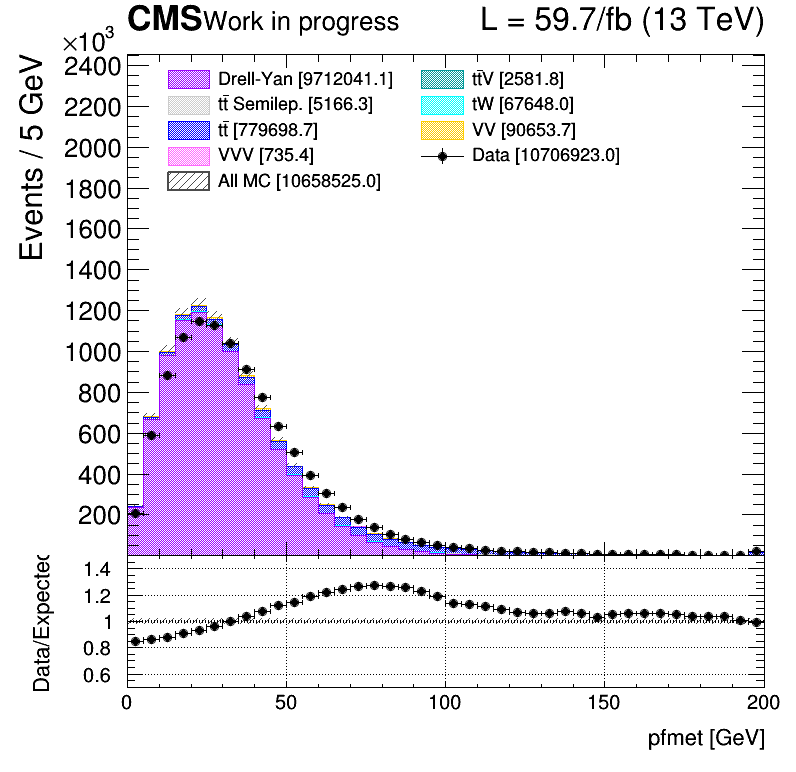 CMS Work in progress L = 59.7/fb (13 TeV)
×10³
Events / 5 GeV
2400
2200
2000
1800
1600
1400
1200
1000
800
600
400
200
Drell-Yan [9712041.1]
tt̄ Semilep. [5166.3]
tt̄ [779698.7]
VVV [735.4]
All MC [10658525.0]
tt̄V [2581.8]
tW [67648.0]
VV [90653.7]
Data [10706923.0]
Data/Expected
1.4
1.2
1
0.8
0.6
0 50 100 150 200
pfmet [GeV]